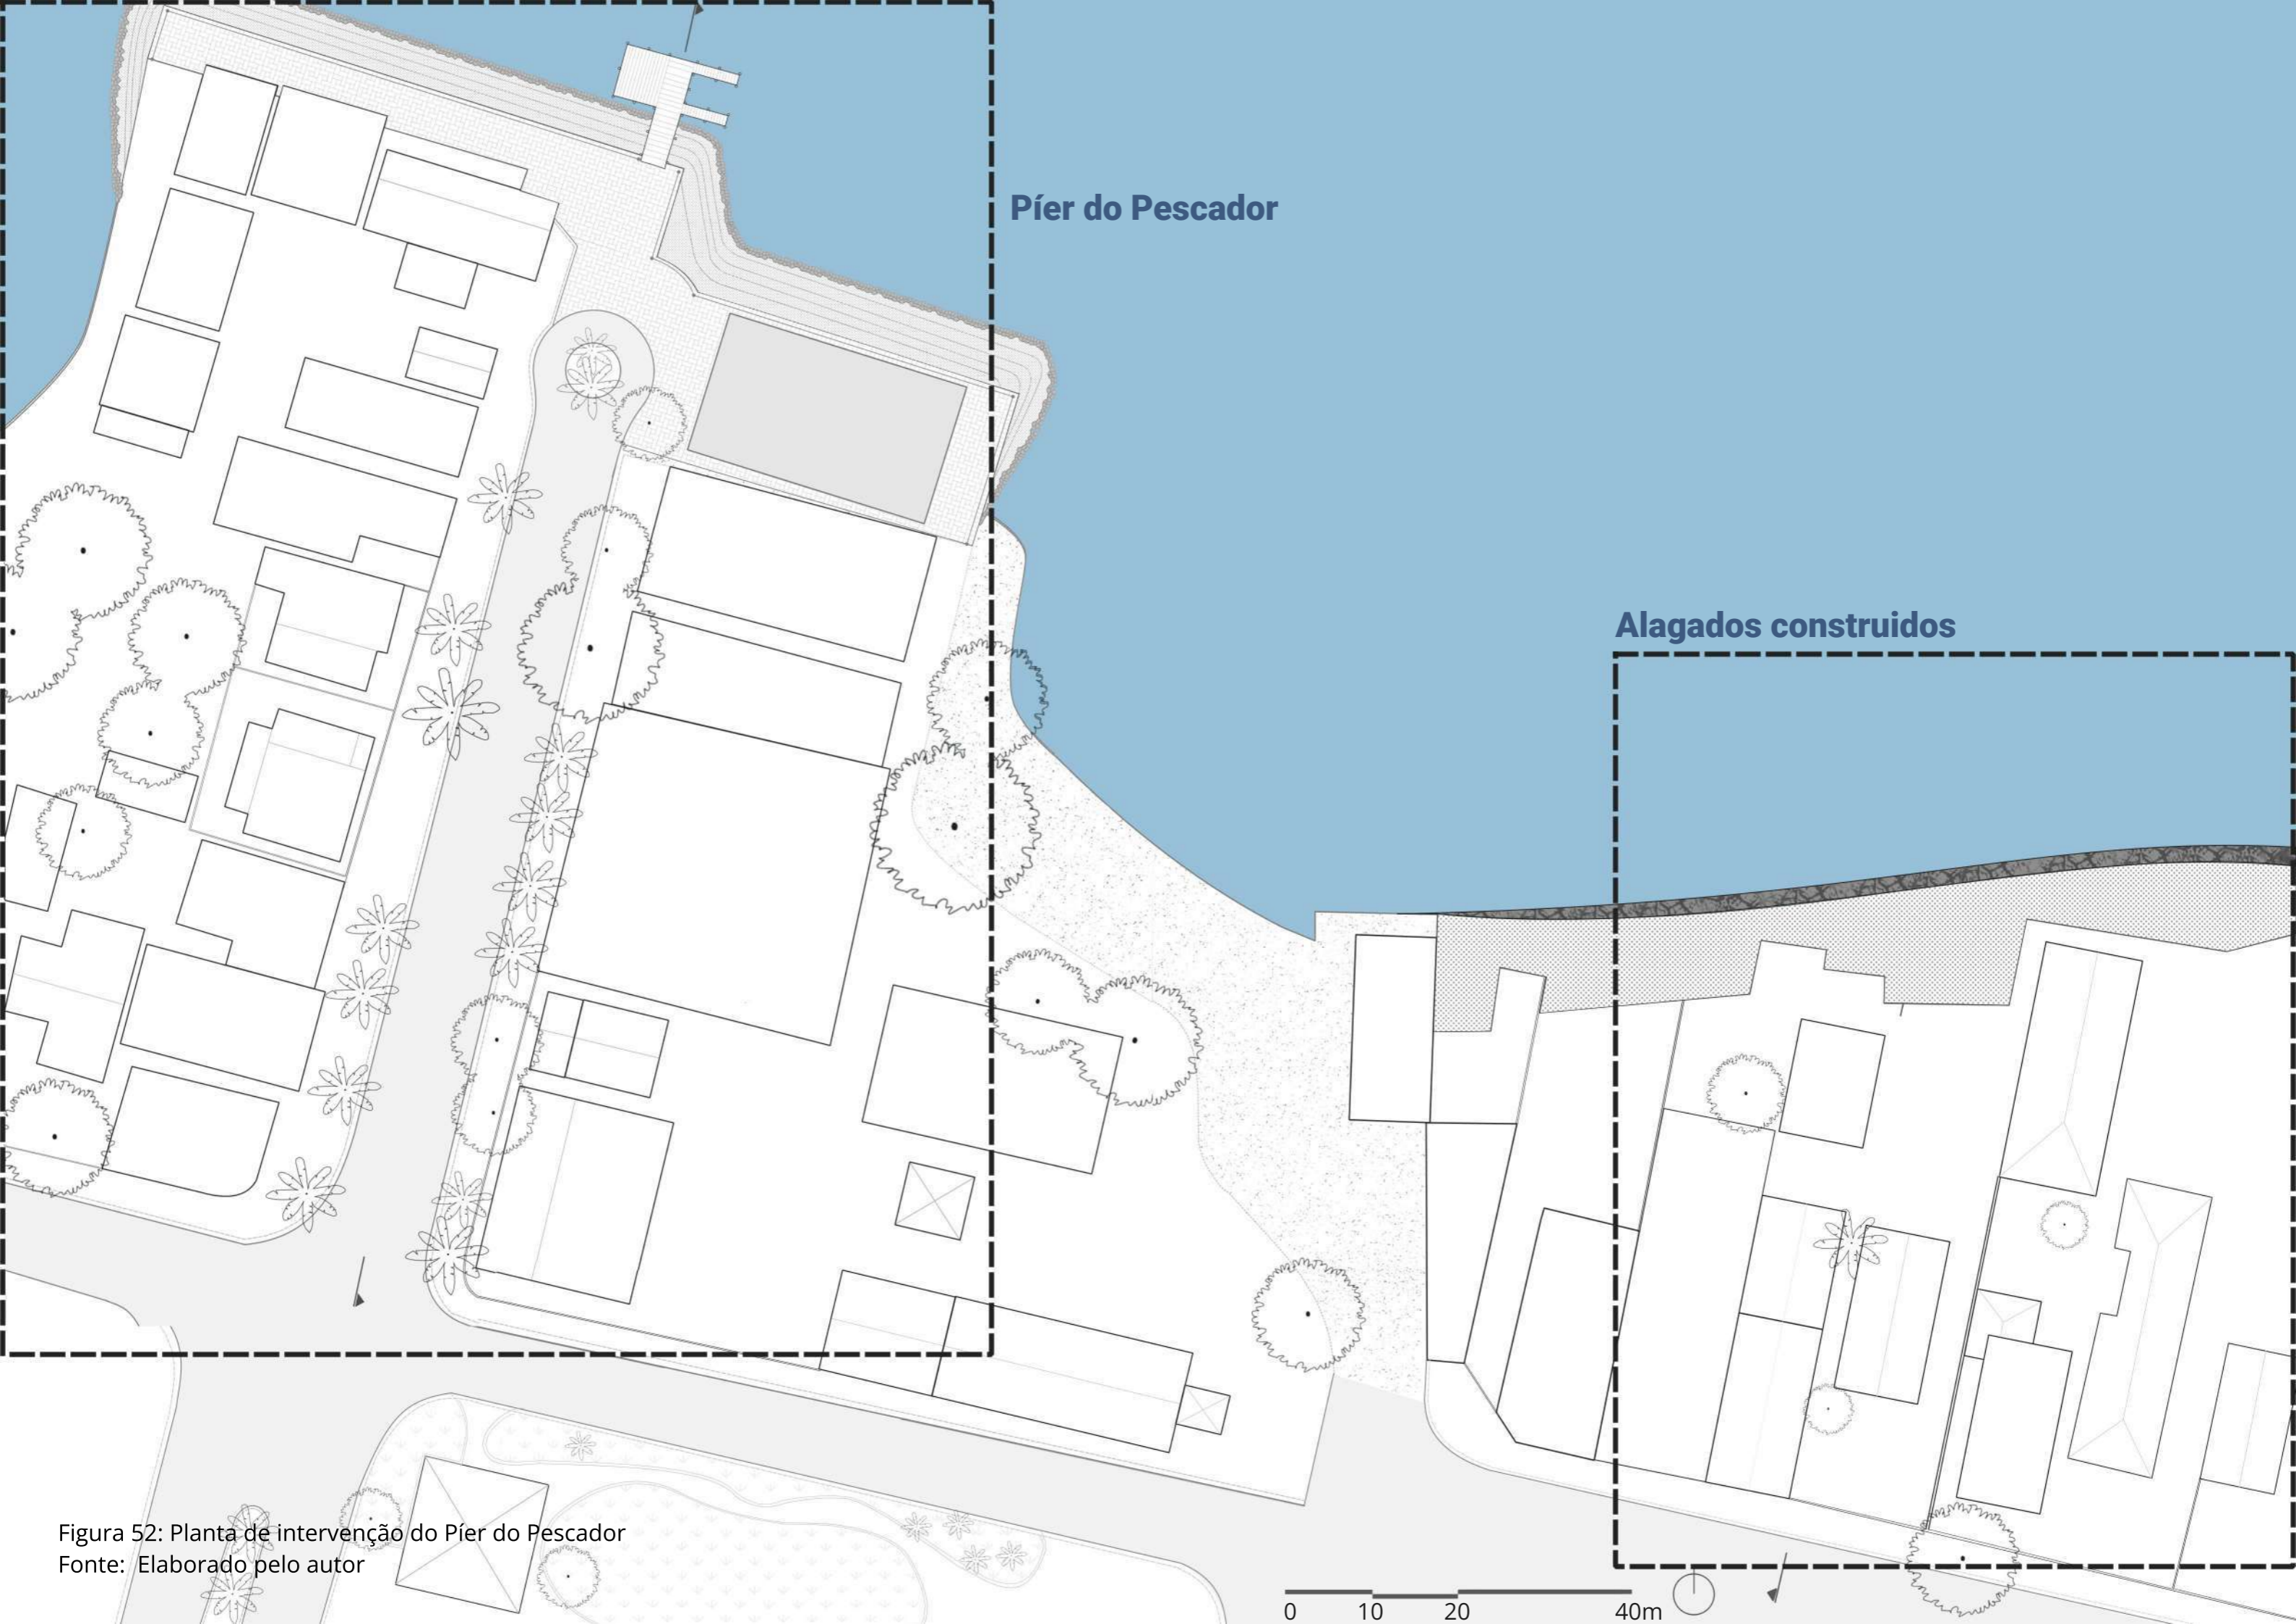 Píer do Pescador
Alagados construidos
Figura 52: Planta de intervenção do Píer do Pescador
Fonte: Elaborado pelo autor
0 10 20 40m